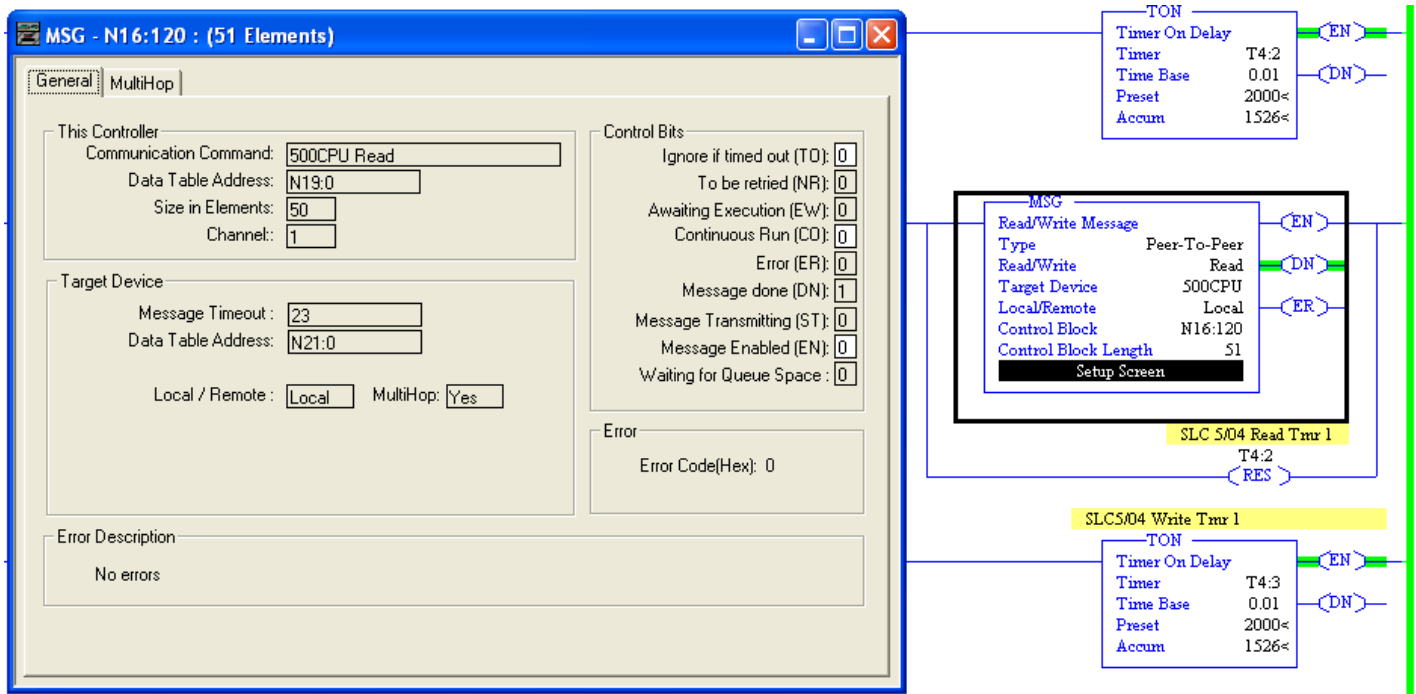 MSG - N16:120 : (51 Elements)
General MultiHop
This Controller
Communication Command: 500CPU Read
Data Table Address: N19:0
Size in Elements: 50
Channel:: 1
Target Device
Message Timeout : 23
Data Table Address: N21:0
Local / Remote : Local MultiHop: Yes
Control Bits
Ignore if timed out (TO): 0
To be retried (NR): 0
Awaiting Execution (EW): 0
Continuous Run (CO): 0
Error (ER): 0
Message done (DN): 1
Message Transmitting (ST): 0
Message Enabled (EN): 0
Waiting for Queue Space : 0
Error
Error Code(Hex): 0
Error Description
No errors
TON
Timer On Delay EN
Timer T4:2
Time Base 0.01 DN
Preset 2000<
Accum 1526<
MSG
Read/Write Message EN
Type Peer-To-Peer
Read/Write Read DN
Target Device 500CPU
Local/Remote Local ER
Control Block N16:120
Control Block Length 51
Setup Screen
SLC 5/04 Read Tmr 1
T4:2
RES
SLC5/04 Write Tmr 1
TON
Timer On Delay EN
Timer T4:3
Time Base 0.01 DN
Preset 2000<
Accum 1526<